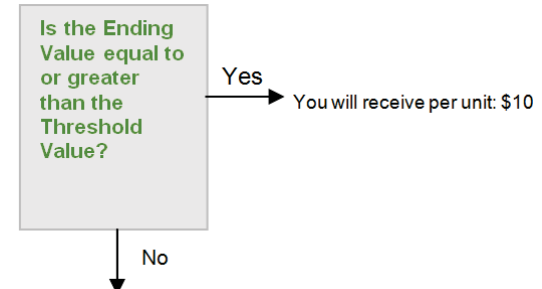 Is the Ending
Value equal to
or greater
than the
Threshold
Value?
Yes
You will receive per unit: $10
No